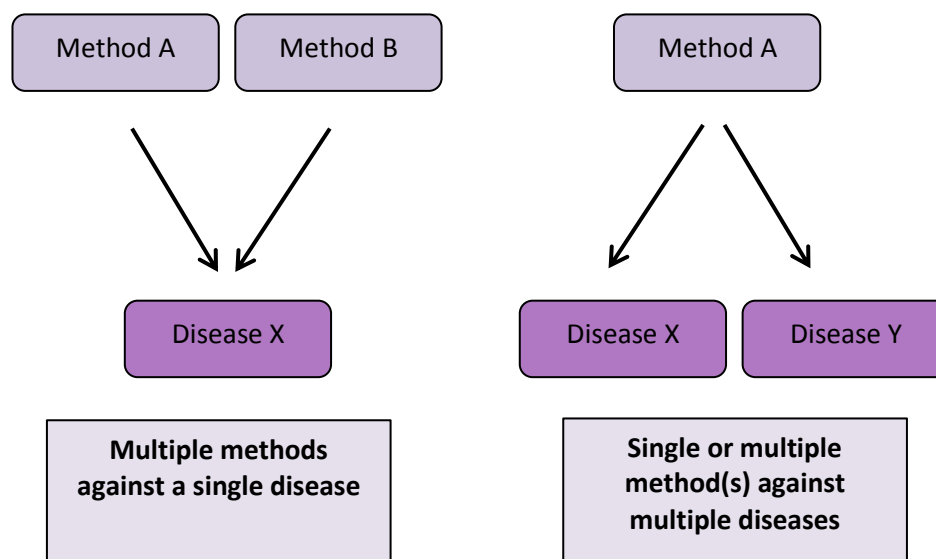 Method A
Method B
Method A
Disease X
Disease X
Disease Y
Multiple methods
against a single disease
Single or multiple
method(s) against
multiple diseases